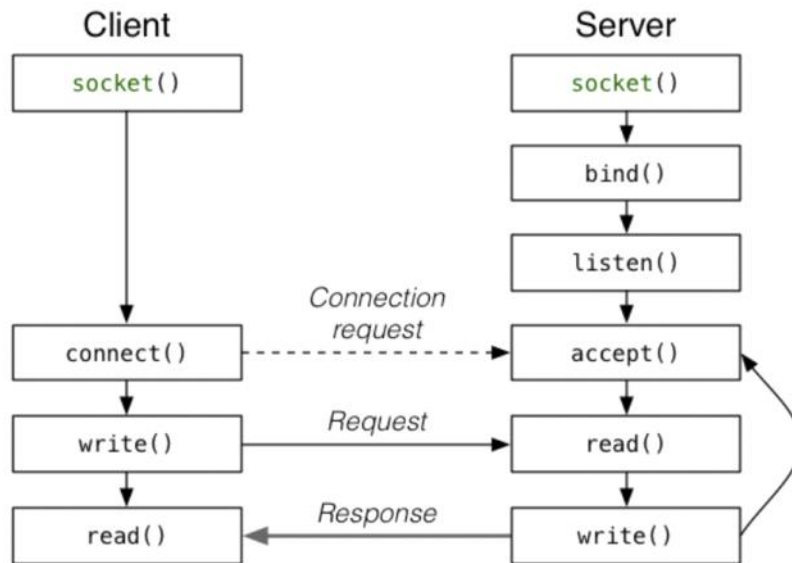 Client
Server
socket()
socket()
bind()
listen()
Connection
request
connect()
accept()
Request
write()
read()
Response
read()
write()